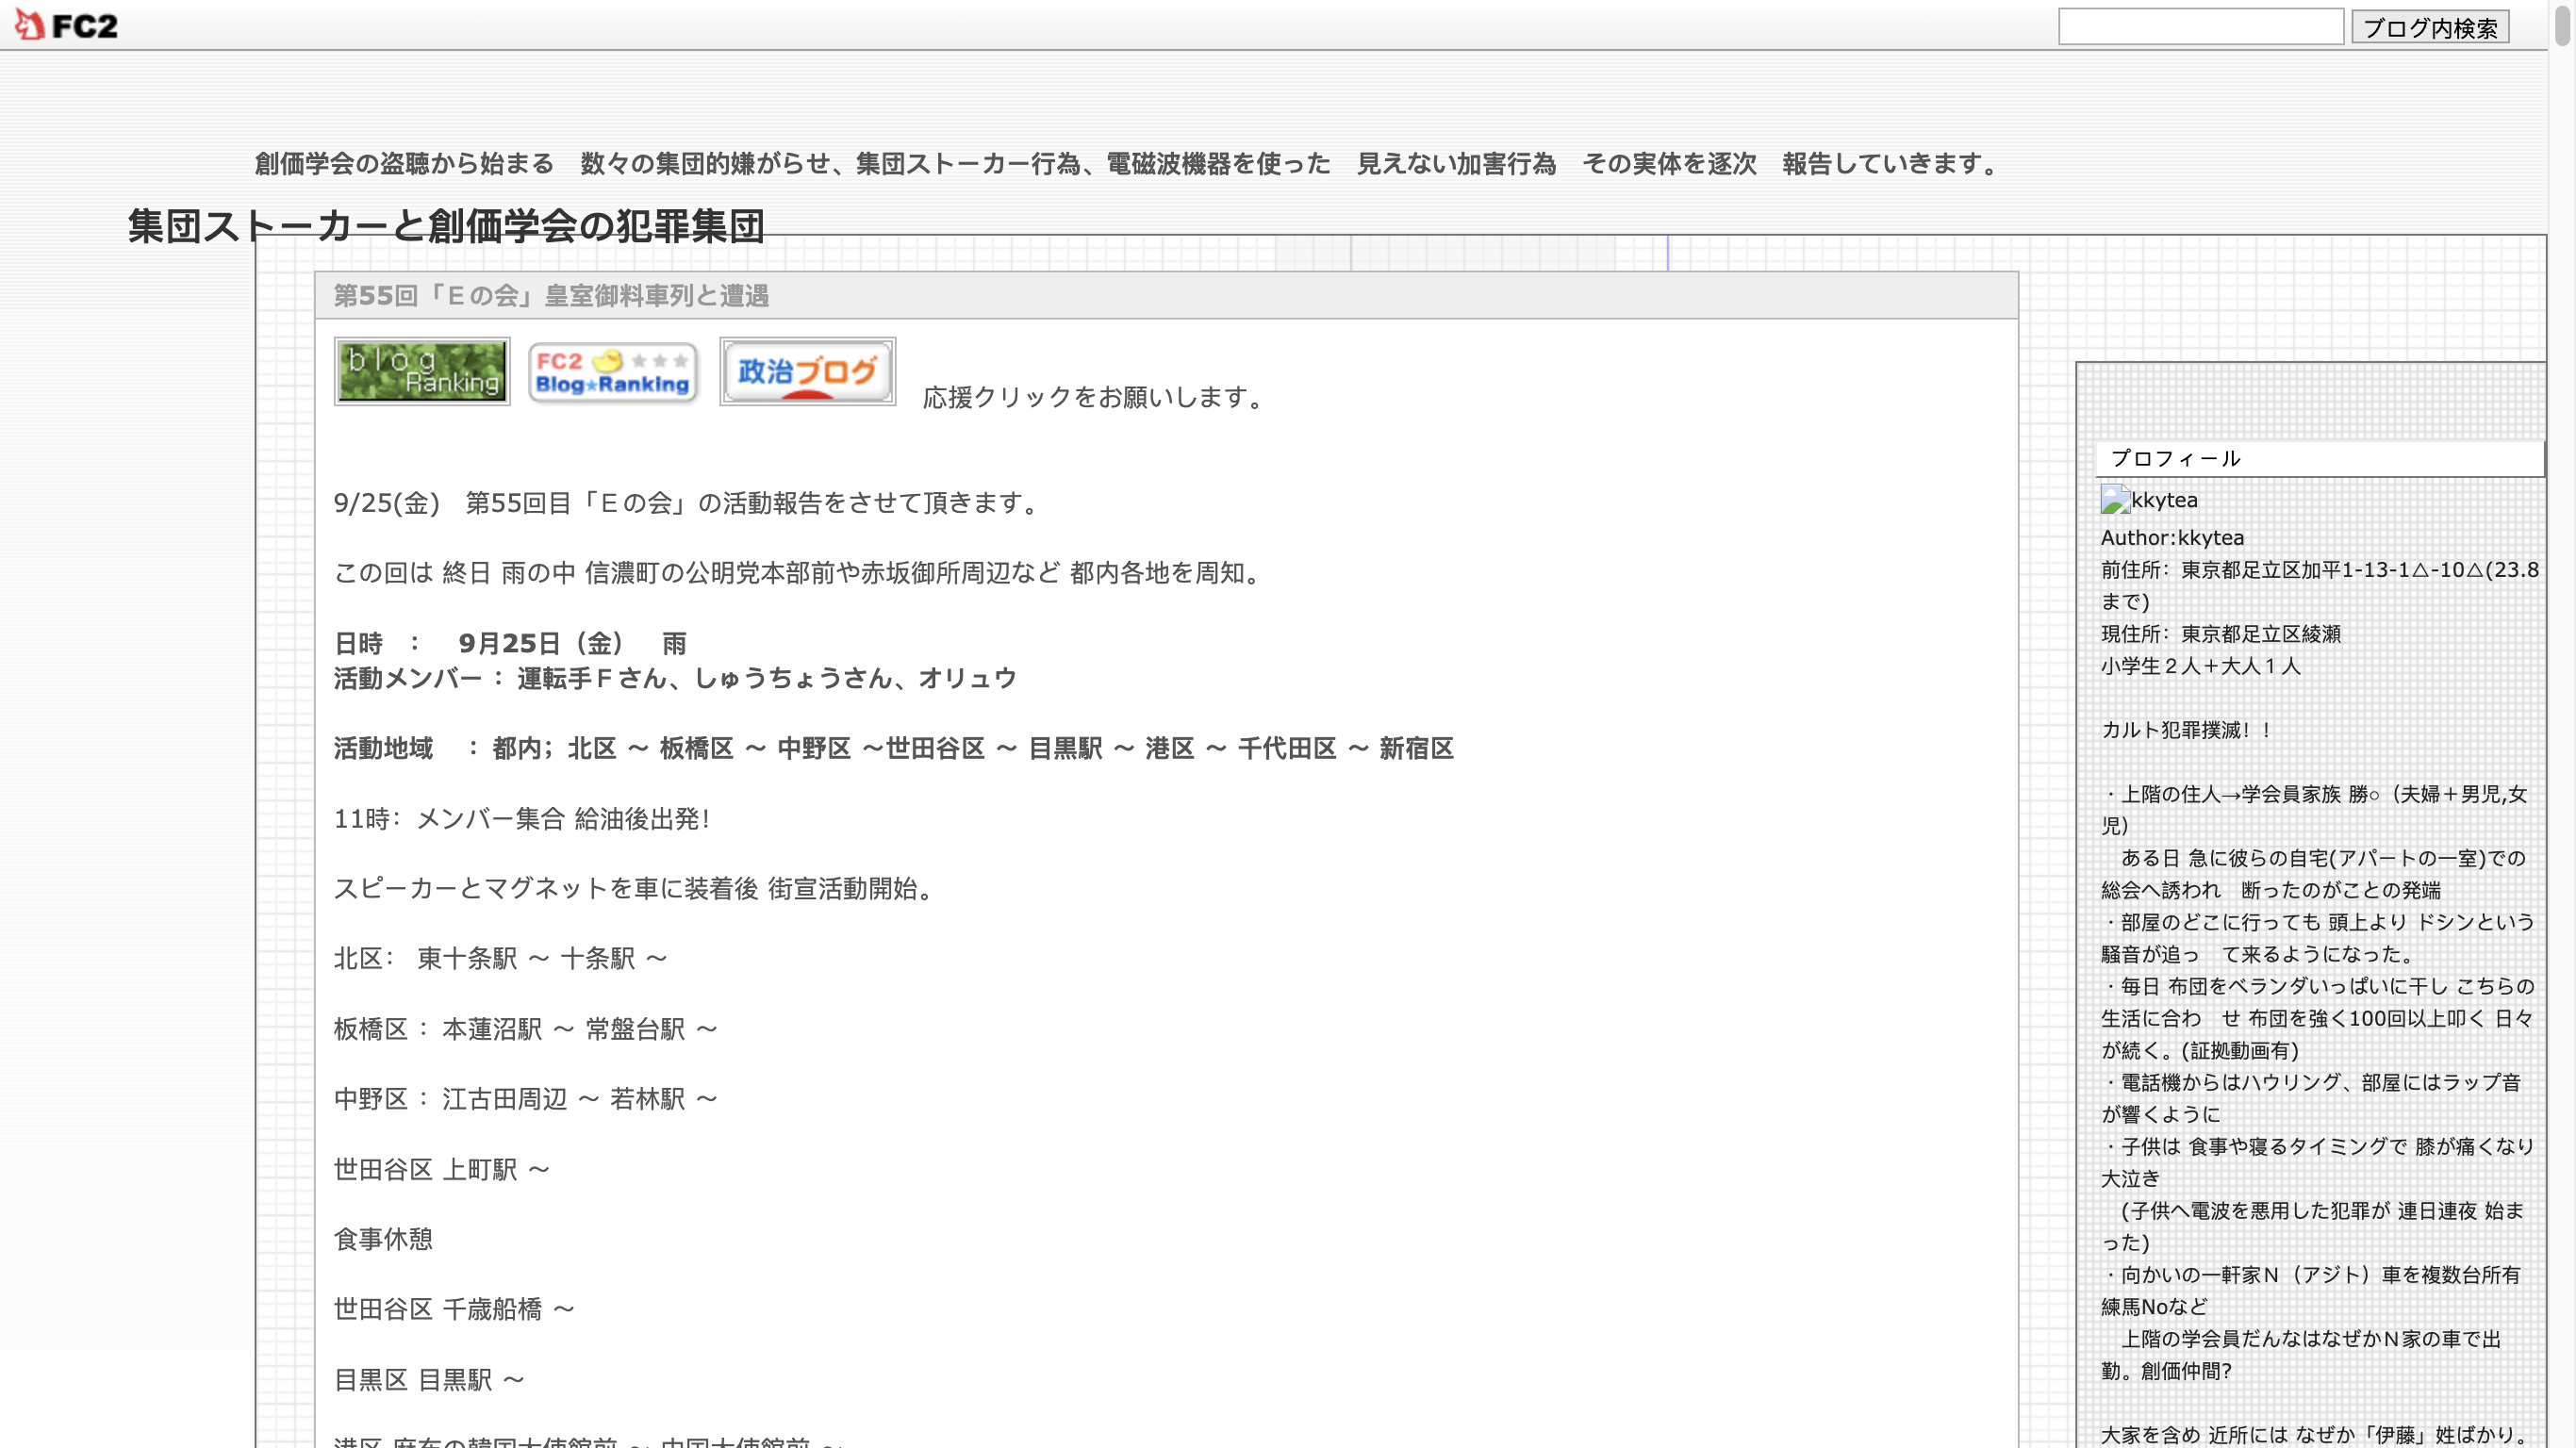 FC2
ブログ内検索
創価学会の盗聴から始まる　数々の集団的嫌がらせ、集団ストーカー行為、電磁波機器を使った　見えない加害行為　その実体を逐次　報告していきます。
集団ストーカーと創価学会の犯罪集団
第55回「Ｅの会」皇室御料車列と遭遇
blog Ranking
FC2 Blog★Ranking
政治ブログ
応援クリックをお願いします。
9/25(金)　第55回目「Ｅの会」の活動報告をさせて頂きます。
この回は 終日 雨の中 信濃町の公明党本部前や赤坂御所周辺など 都内各地を周知。
日時　：　 9月25日（金）　雨
活動メンバー： 運転手Ｆさん、しゅうちょうさん、オリュウ
活動地域　：都内; 北区 ～ 板橋区 ～ 中野区 ～世田谷区 ～ 目黒駅 ～ 港区 ～ 千代田区 ～ 新宿区
11時: メンバー集合 給油後出発!
スピーカーとマグネットを車に装着後 街宣活動開始。
北区:　東十条駅 ～ 十条駅 ～
板橋区： 本蓮沼駅 ～ 常盤台駅 ～
中野区： 江古田周辺 ～ 若林駅 ～
世田谷区 上町駅 ～
食事休憩
世田谷区 千歳船橋 ～
目黒区 目黒駅 ～
港区 麻布の韓国大使館前 ～ 中国大使館前 ～
プロフィール
kkytea
Author:kkytea
前住所: 東京都足立区加平1-13-1△-10△(23.8
まで)
現住所: 東京都足立区綾瀬
小学生２人＋大人１人
カルト犯罪撲滅！！
・上階の住人→学会員家族 勝○（夫婦＋男児,女
児)
　ある日 急に彼らの自宅(アパートの一室)での
総会へ誘われ　断ったのがことの発端
・部屋のどこに行っても 頭上より ドシンという
騒音が追っ　て来るようになった。
・毎日 布団をベランダいっぱいに干し こちらの
生活に合わ　せ 布団を強く100回以上叩く 日々
が続く。(証拠動画有)
・電話機からはハウリング、部屋にはラップ音
が響くように
・子供は 食事や寝るタイミングで 膝が痛くなり
大泣き
　(子供へ電波を悪用した犯罪が 連日連夜 始ま
った)
・向かいの一軒家Ｎ（アジト）車を複数台所有
練馬Noなど
　上階の学会員だんなはなぜかＮ家の車で出
勤。創価仲間?
大家を含め 近所には なぜか「伊藤」姓ばかり。